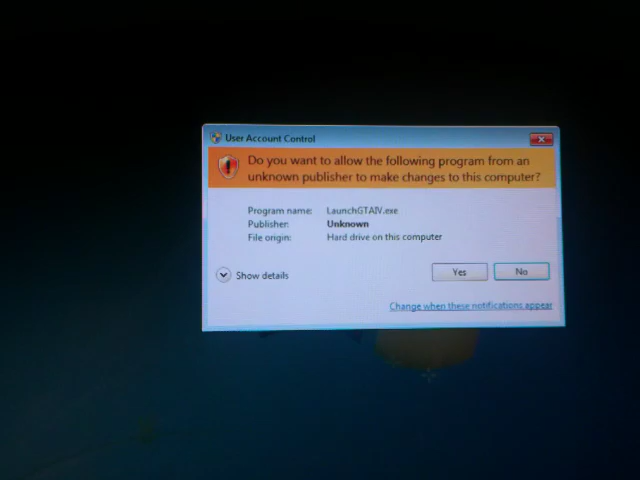 User Account Control
Do you want to allow the following program from an
unknown publisher to make changes to this computer?
Program name: LaunchGTAIV.exe
Publisher: Unknown
File origin: Hard drive on this computer
Show details
Yes No
Change when these notifications appear